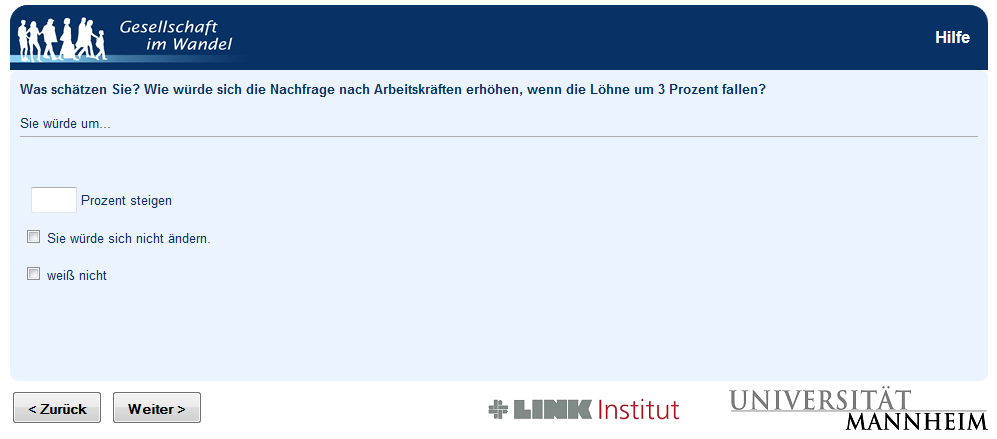 Gesellschaft
im Wandel
Hilfe
Was schätzen Sie? Wie würde sich die Nachfrage nach Arbeitskräften erhöhen, wenn die Löhne um 3 Prozent fallen?
Sie würde um...
Prozent steigen
Sie würde sich nicht ändern.
weiß nicht
< Zurück
Weiter >
LINK Institut
UNIVERSITÄT
MANNHEIM